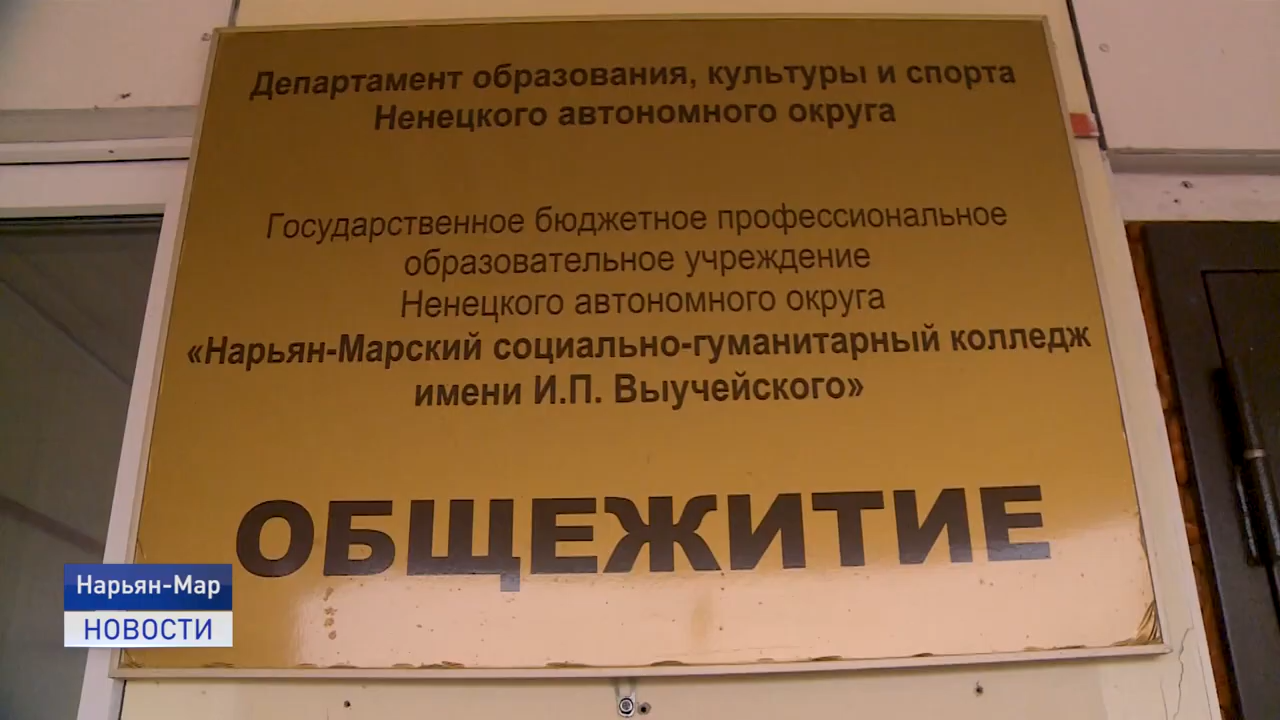 Департамент образования, культуры и спорта
Ненецкого автономного округа
Государственное бюджетное профессиональное
образовательное учреждение
Ненецкого автономного округа
«Нарьян-Марский социально-гуманитарный колледж
имени И.П. Выучейского»
ОБЩЕЖИТИЕ
Нарьян-Мар
НОВОСТИ